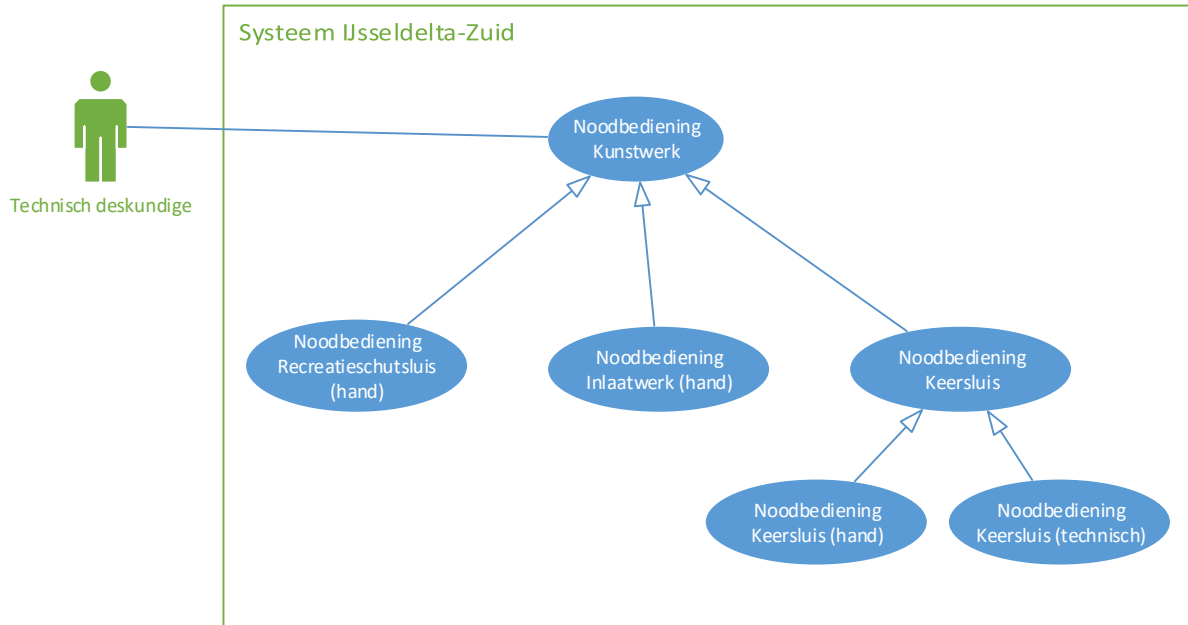 Systeem IJsseldelta-Zuid
Technisch deskundige
Noodbediening
Kunstwerk
Noodbediening
Recreatieschutsluis
(hand)
Noodbediening
Inlaatwerk (hand)
Noodbediening
Keersluis
Noodbediening
Keersluis (hand)
Noodbediening
Keersluis (technisch)